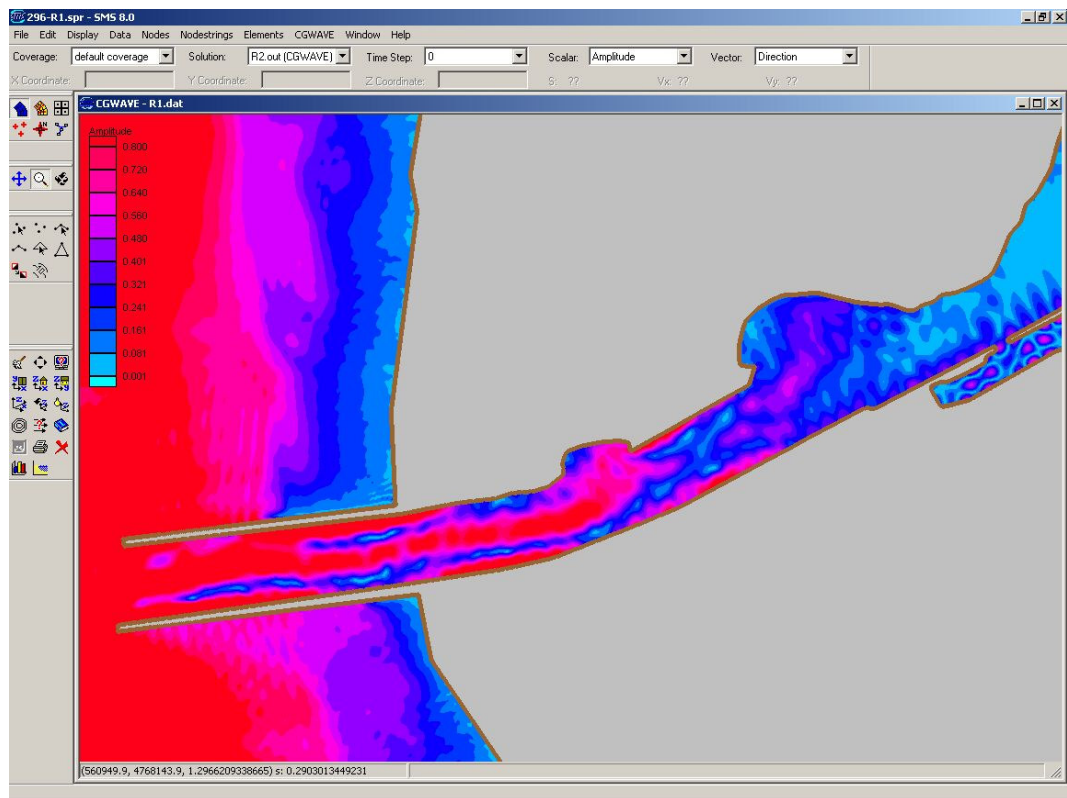 296-R1.spr - SMS 8.0
File Edit Display Data Nodes Nodestrings Elements CGWAVE Window Help
Coverage: default coverage Solution: R2.out (CGWAVE) Time Step: 0 Scalar: Amplitude Vector: Direction
X Coordinate: Y Coordinate: Z Coordinate: S: ?? Vx: ?? Vy: ??
CGWAVE - R1.dat
Amplitude
0.800
0.720
0.640
0.560
0.480
0.401
0.321
0.241
0.161
0.081
0.001
(560949.9, 4768143.9, 1.2966209338665) s: 0.2903013449231